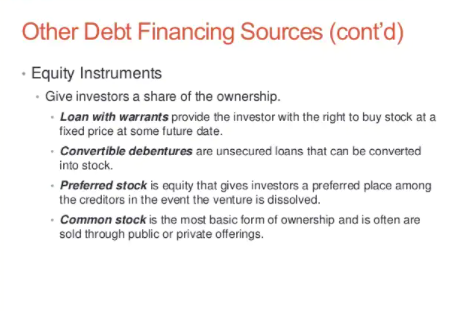 Other Debt Financing Sources (cont'd)
• Equity Instruments
• Give investors a share of the ownership.
• Loan with warrants provide the investor with the right to buy stock at a
fixed price at some future date.
• Convertible debentures are unsecured loans that can be converted
into stock.
• Preferred stock is equity that gives investors a preferred place among
the creditors in the event the venture is dissolved.
• Common stock is the most basic form of ownership and is often are
sold through public or private offerings.